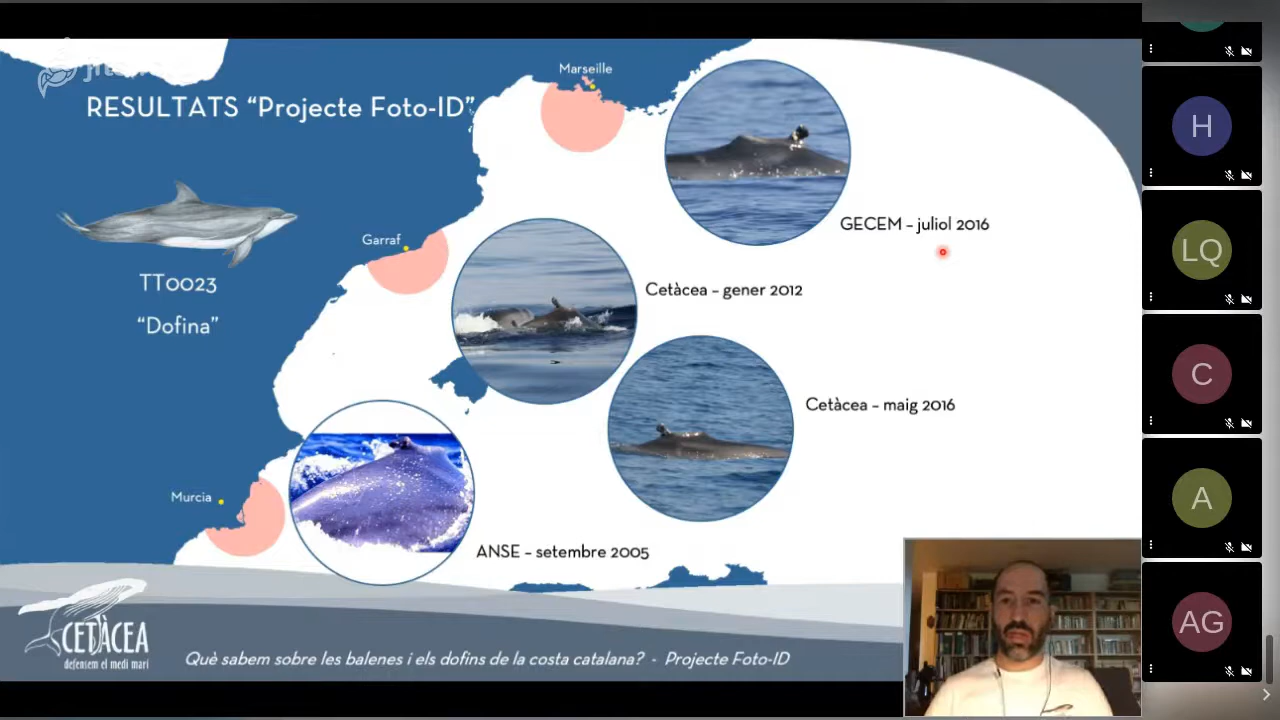 RESULTATS “Projecte Foto-ID”
TT0023
“Dofina”
Marseille
Garraf
Murcia
GECEM – juliol 2016
Cetàcea – gener 2012
Cetàcea – maig 2016
ANSE – setembre 2005
CETÀCEA
defensem el medi marí
Què sabem sobre les balenes i els dofins de la costa catalana? - Projecte Foto-ID
H
LQ
C
A
AG